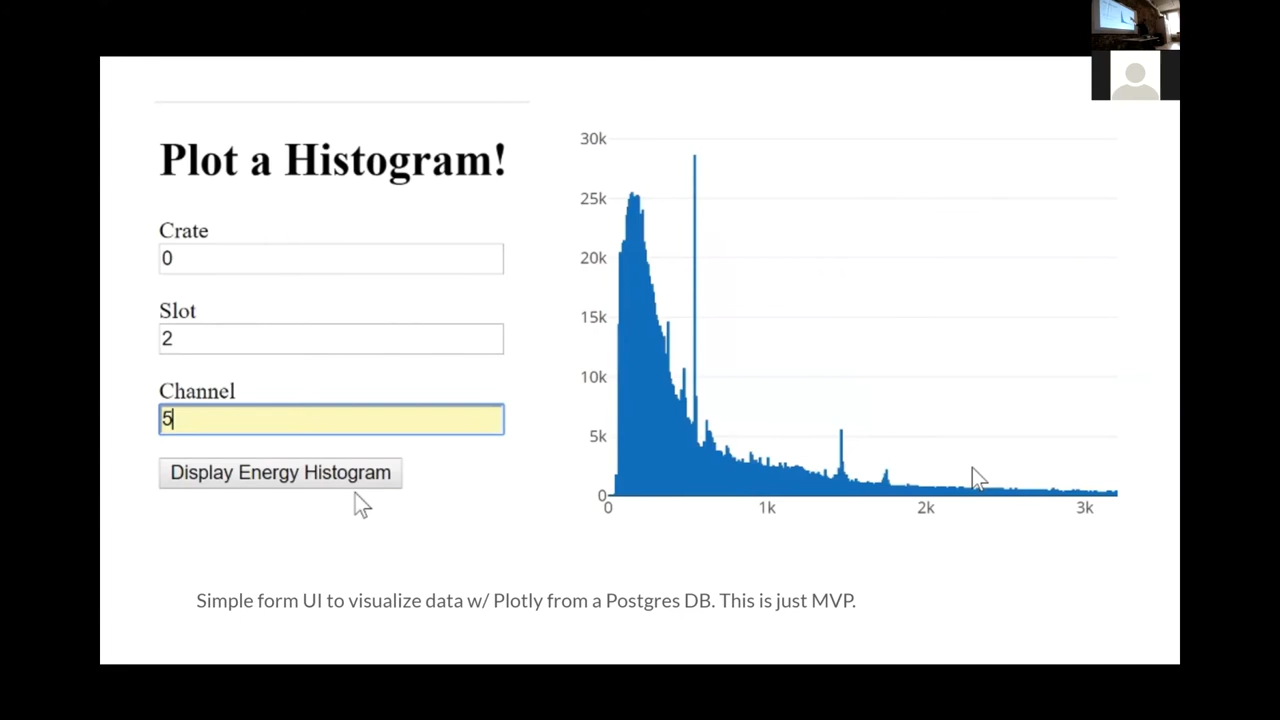 Plot a Histogram!
Crate
0
Slot
2
Channel
5
Display Energy Histogram
30k
25k
20k
15k
10k
5k
0
0 1k 2k 3k
Simple form UI to visualize data w/ Plotly from a Postgres DB. This is just MVP.